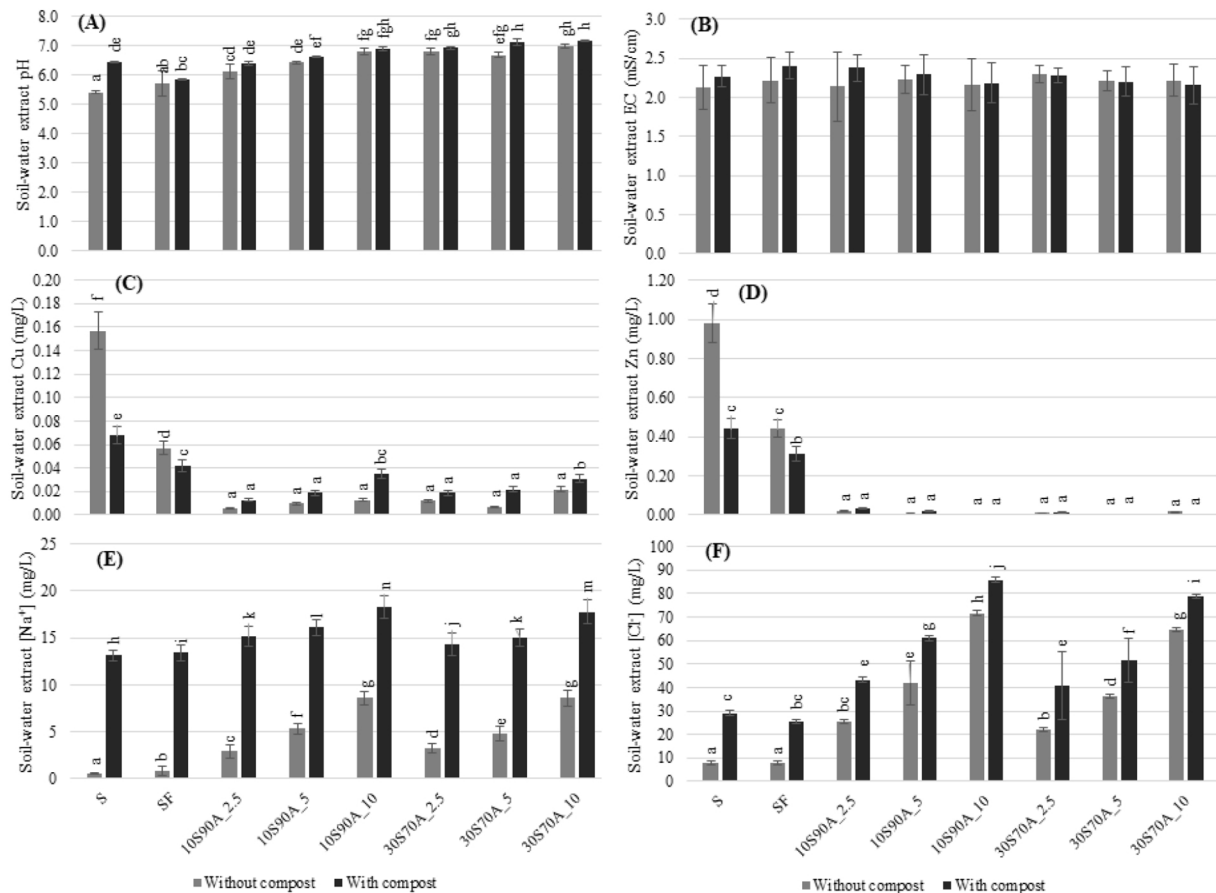 (A)
Soil-water extract pH
8.0
7.0
6.0
5.0
4.0
3.0
2.0
1.0
0.0
a de ab bc cd de de ef fg fgh fg gh efg h gh h
(B)
Soil-water extract EC (mS/cm)
3.0
2.5
2.0
1.5
1.0
0.5
0.0
(C)
Soil-water extract Cu (mg/L)
0.20
0.18
0.16
0.14
0.12
0.10
0.08
0.06
0.04
0.02
0.00
f e d c a a a a a bc a a a a a b
(D)
Soil-water extract Zn (mg/L)
1.20
1.00
0.80
0.60
0.40
0.20
0.00
d c c b a a a a a a a a a a a a
(E)
Soil-water extract [Na+] (mg/L)
25
20
15
10
5
0
a h b i c k f l g n d j e k g m
S
SF
10S90A_2.5
10S90A_5
10S90A_10
30S70A_2.5
30S70A_5
30S70A_10
■Without compost ■With compost
(F)
Soil-water extract [Cl-] (mg/L)
100
90
80
70
60
50
40
30
20
10
0
a c a bc bc e e g h j b e d f g i
S
SF
10S90A_2.5
10S90A_5
10S90A_10
30S70A_2.5
30S70A_5
30S70A_10
■Without compost ■With compost